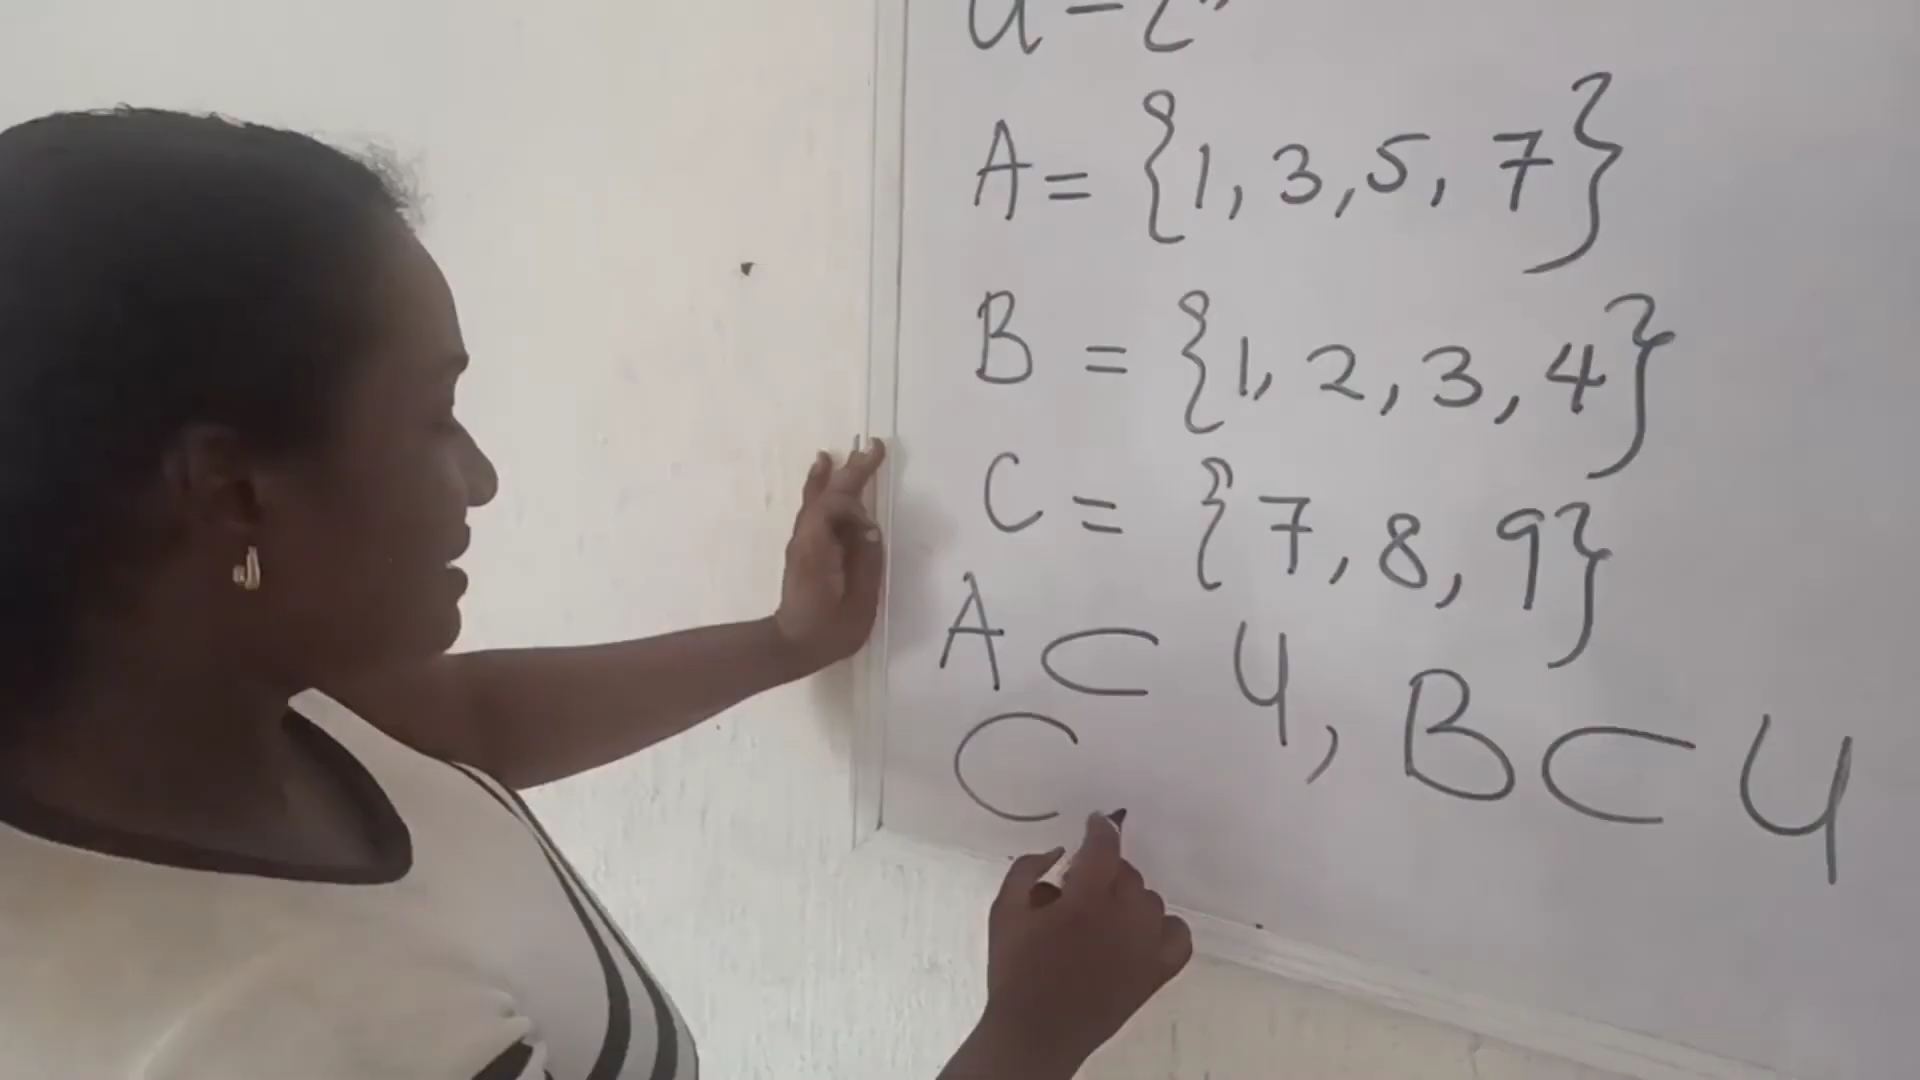 U = {
A = {1, 3, 5, 7}
B = {1, 2, 3, 4}
C = {7, 8, 9}
A ⊂ U, B ⊂ U
C